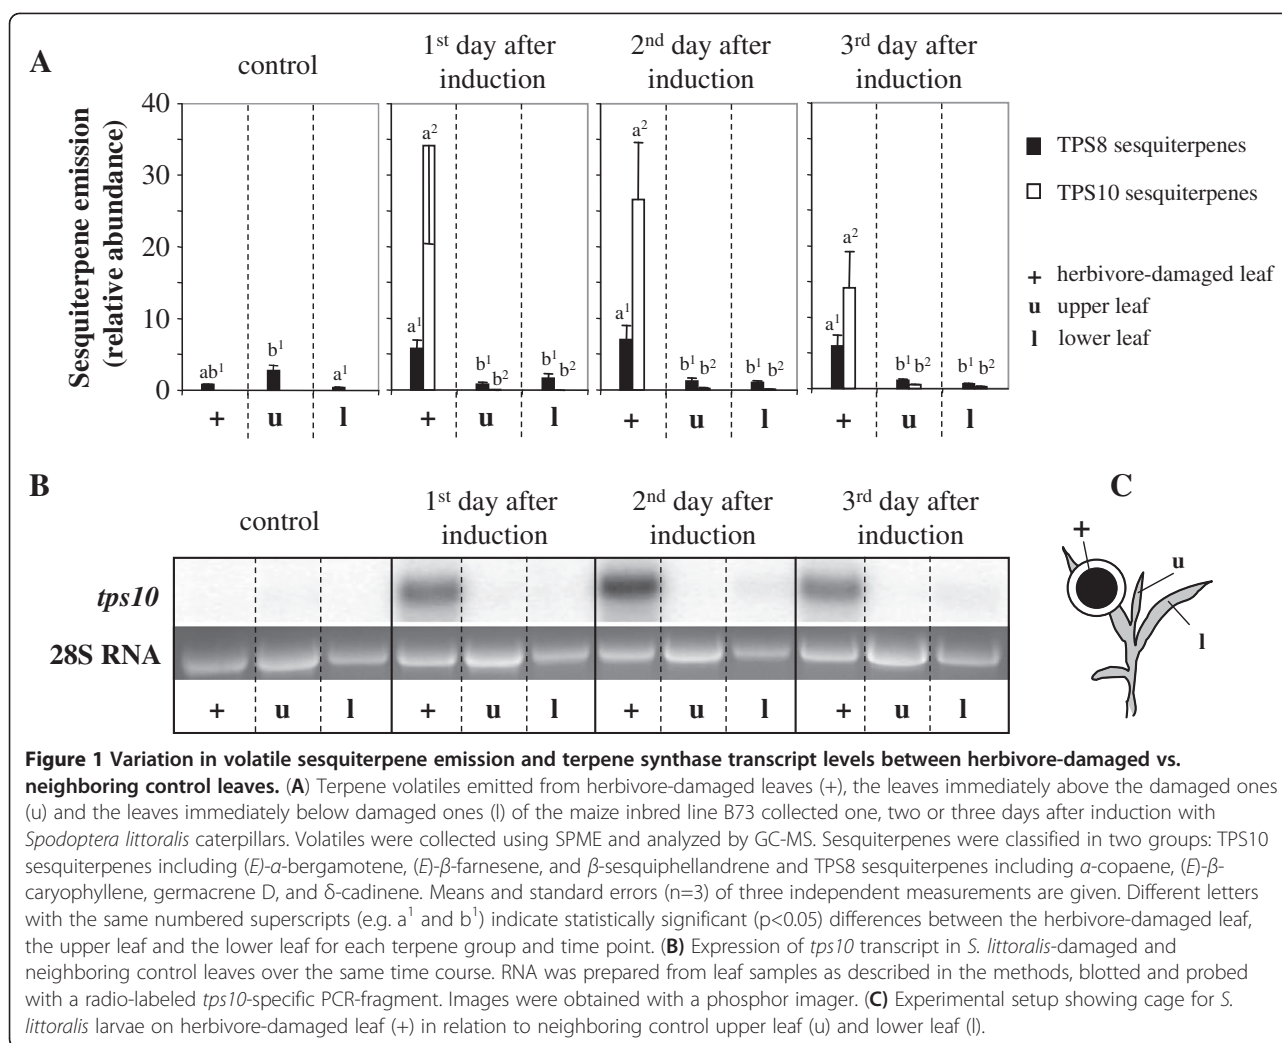 A
control
1st day after
induction
2nd day after
induction
3rd day after
induction
Sesquiterpene emission
(relative abundance)
40
30
20
10
0
ab1
b1
a1
a1
a2
b1
b2
b1
b2
a1
a2
b1
b2
b1
b2
a1
a2
b1
b2
b1
b2
+ u l + u l + u l + u l
TPS8 sesquiterpenes
TPS10 sesquiterpenes
+ herbivore-damaged leaf
u upper leaf
l lower leaf
B
control
1st day after
induction
2nd day after
induction
3rd day after
induction
tps10
28S RNA
+ u l + u l + u l + u l
C
+
u
l
Figure 1 Variation in volatile sesquiterpene emission and terpene synthase transcript levels between herbivore-damaged vs.
neighboring control leaves. (A) Terpene volatiles emitted from herbivore-damaged leaves (+), the leaves immediately above the damaged ones
(u) and the leaves immediately below damaged ones (l) of the maize inbred line B73 collected one, two or three days after induction with
Spodoptera littoralis caterpillars. Volatiles were collected using SPME and analyzed by GC-MS. Sesquiterpenes were classified in two groups: TPS10
sesquiterpenes including (E)-α-bergamotene, (E)-β-farnesene, and β-sesquiphellandrene and TPS8 sesquiterpenes including α-copaene, (E)-β-
caryophyllene, germacrene D, and δ-cadinene. Means and standard errors (n=3) of three independent measurements are given. Different letters
with the same numbered superscripts (e.g. a1 and b1) indicate statistically significant (p<0.05) differences between the herbivore-damaged leaf,
the upper leaf and the lower leaf for each terpene group and time point. (B) Expression of tps10 transcript in S. littoralis-damaged and
neighboring control leaves over the same time course. RNA was prepared from leaf samples as described in the methods, blotted and probed
with a radio-labeled tps10-specific PCR-fragment. Images were obtained with a phosphor imager. (C) Experimental setup showing cage for S.
littoralis larvae on herbivore-damaged leaf (+) in relation to neighboring control upper leaf (u) and lower leaf (l).